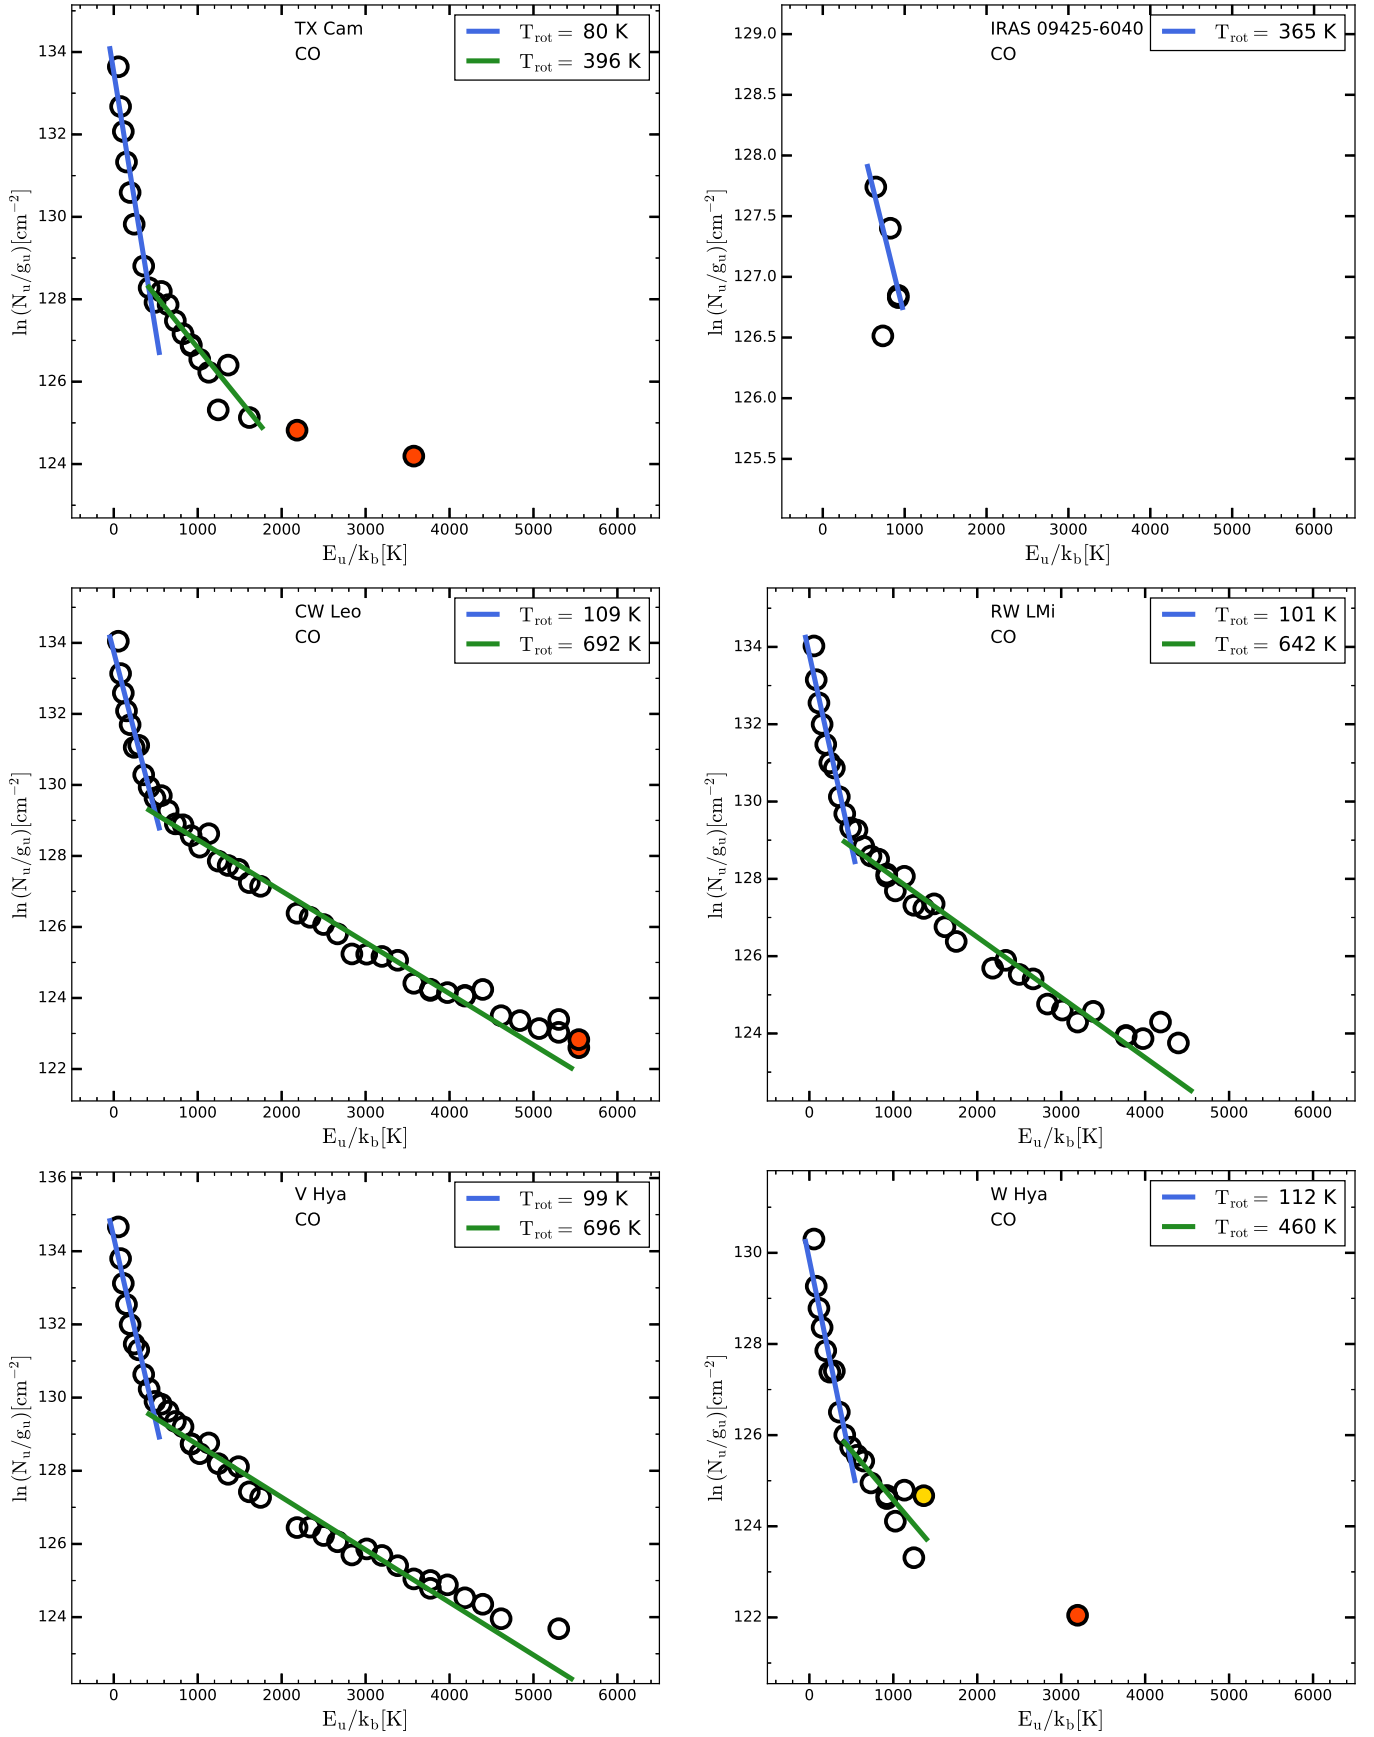 TX Cam
CO
T_rot = 80 K
T_rot = 396 K
134
132
130
128
126
124
ln (N_u/g_u)[cm^−2]
0 1000 2000 3000 4000 5000 6000
E_u/k_b[K]
IRAS 09425-6040
CO
T_rot = 365 K
129.0
128.5
128.0
127.5
127.0
126.5
126.0
125.5
ln (N_u/g_u)[cm^−2]
0 1000 2000 3000 4000 5000 6000
E_u/k_b[K]
CW Leo
CO
T_rot = 109 K
T_rot = 692 K
134
132
130
128
126
124
122
ln (N_u/g_u)[cm^−2]
0 1000 2000 3000 4000 5000 6000
E_u/k_b[K]
RW LMi
CO
T_rot = 101 K
T_rot = 642 K
134
132
130
128
126
124
ln (N_u/g_u)[cm^−2]
0 1000 2000 3000 4000 5000 6000
E_u/k_b[K]
V Hya
CO
T_rot = 99 K
T_rot = 696 K
136
134
132
130
128
126
124
ln (N_u/g_u)[cm^−2]
0 1000 2000 3000 4000 5000 6000
E_u/k_b[K]
W Hya
CO
T_rot = 112 K
T_rot = 460 K
130
128
126
124
122
ln (N_u/g_u)[cm^−2]
0 1000 2000 3000 4000 5000 6000
E_u/k_b[K]